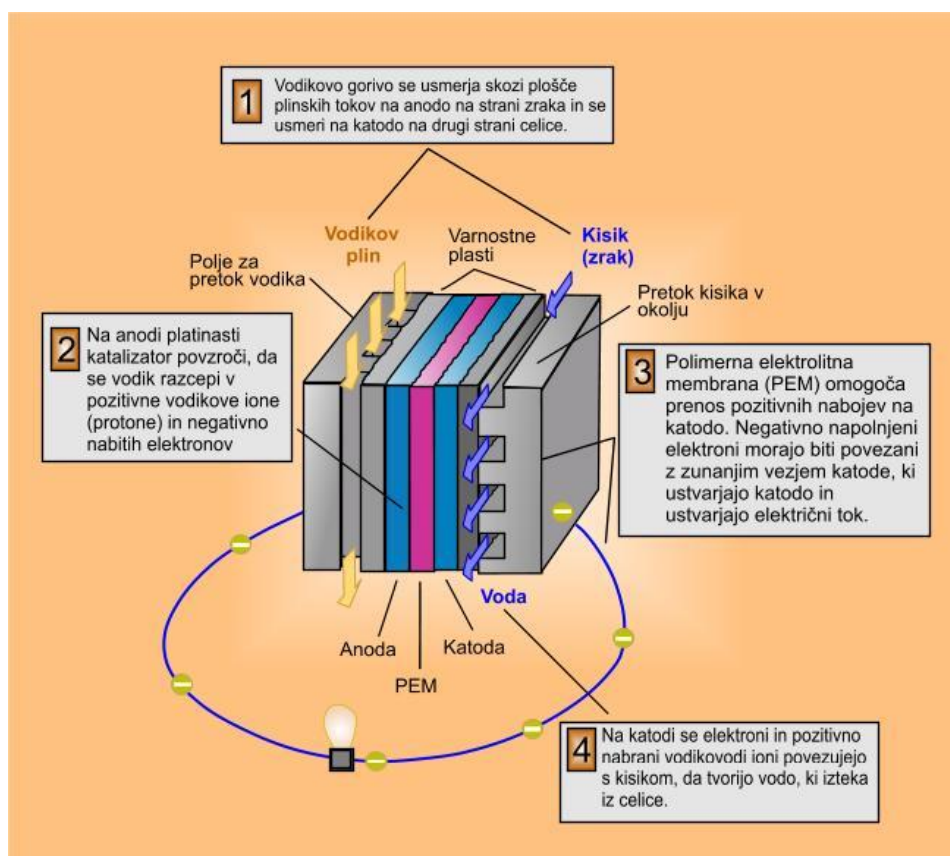 1
Vodikovo gorivo se usmerja skozi plošče
plinskih tokov na anodo na strani zraka in se
usmeri na katodo na drugi strani celice.
Vodikov
plin
Varnostne
plasti
Kisik
(zrak)
Polje za
pretok vodika
Pretok kisika v
okolju
2
Na anodi platinasti
katalizator povzroči, da
se vodik razcepi v
pozitivne vodikove ione
(protone) in negativno
nabitih elektronov
3
Polimerna elektrolitna
membrana (PEM) omogoča
prenos pozitivnih nabojev na
katodo. Negativno napolnjeni
elektroni morajo biti povezani
z zunanjim vezjem katode, ki
ustvarjajo katodo in
ustvarjajo električni tok.
Voda
Anoda
Katoda
PEM
4
Na katodi se elektroni in pozitivno
nabrani vodikovodi ioni povezujejo
s kisikom, da tvorijo vodo, ki izteka
iz celice.